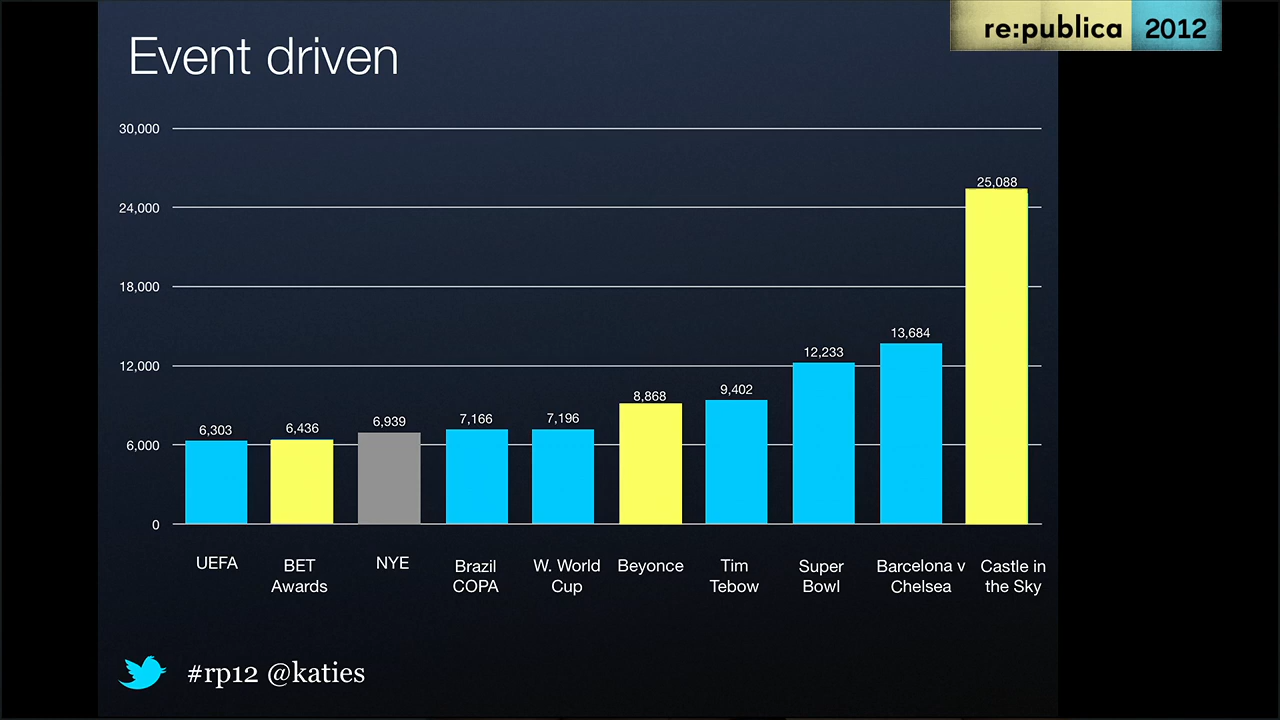 re:publica 2012
Event driven
30,000
24,000
18,000
12,000
6,000
0
6,303
6,436
6,939
7,166
7,196
8,868
9,402
12,233
13,684
25,088
UEFA
BET
Awards
NYE
Brazil
COPA
W. World
Cup
Beyonce
Tim
Tebow
Super
Bowl
Barcelona v
Chelsea
Castle in
the Sky
#rp12 @katies